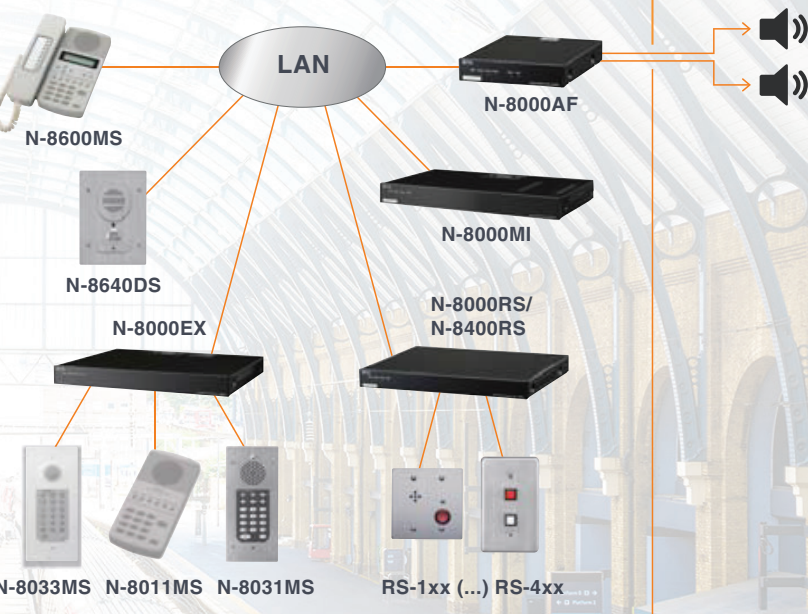 LAN
N-8000AF
N-8600MS
N-8000MI
N-8640DS
N-8000EX
N-8000RS/
N-8400RS
N-8033MS N-8011MS N-8031MS
RS-1xx (...) RS-4xx